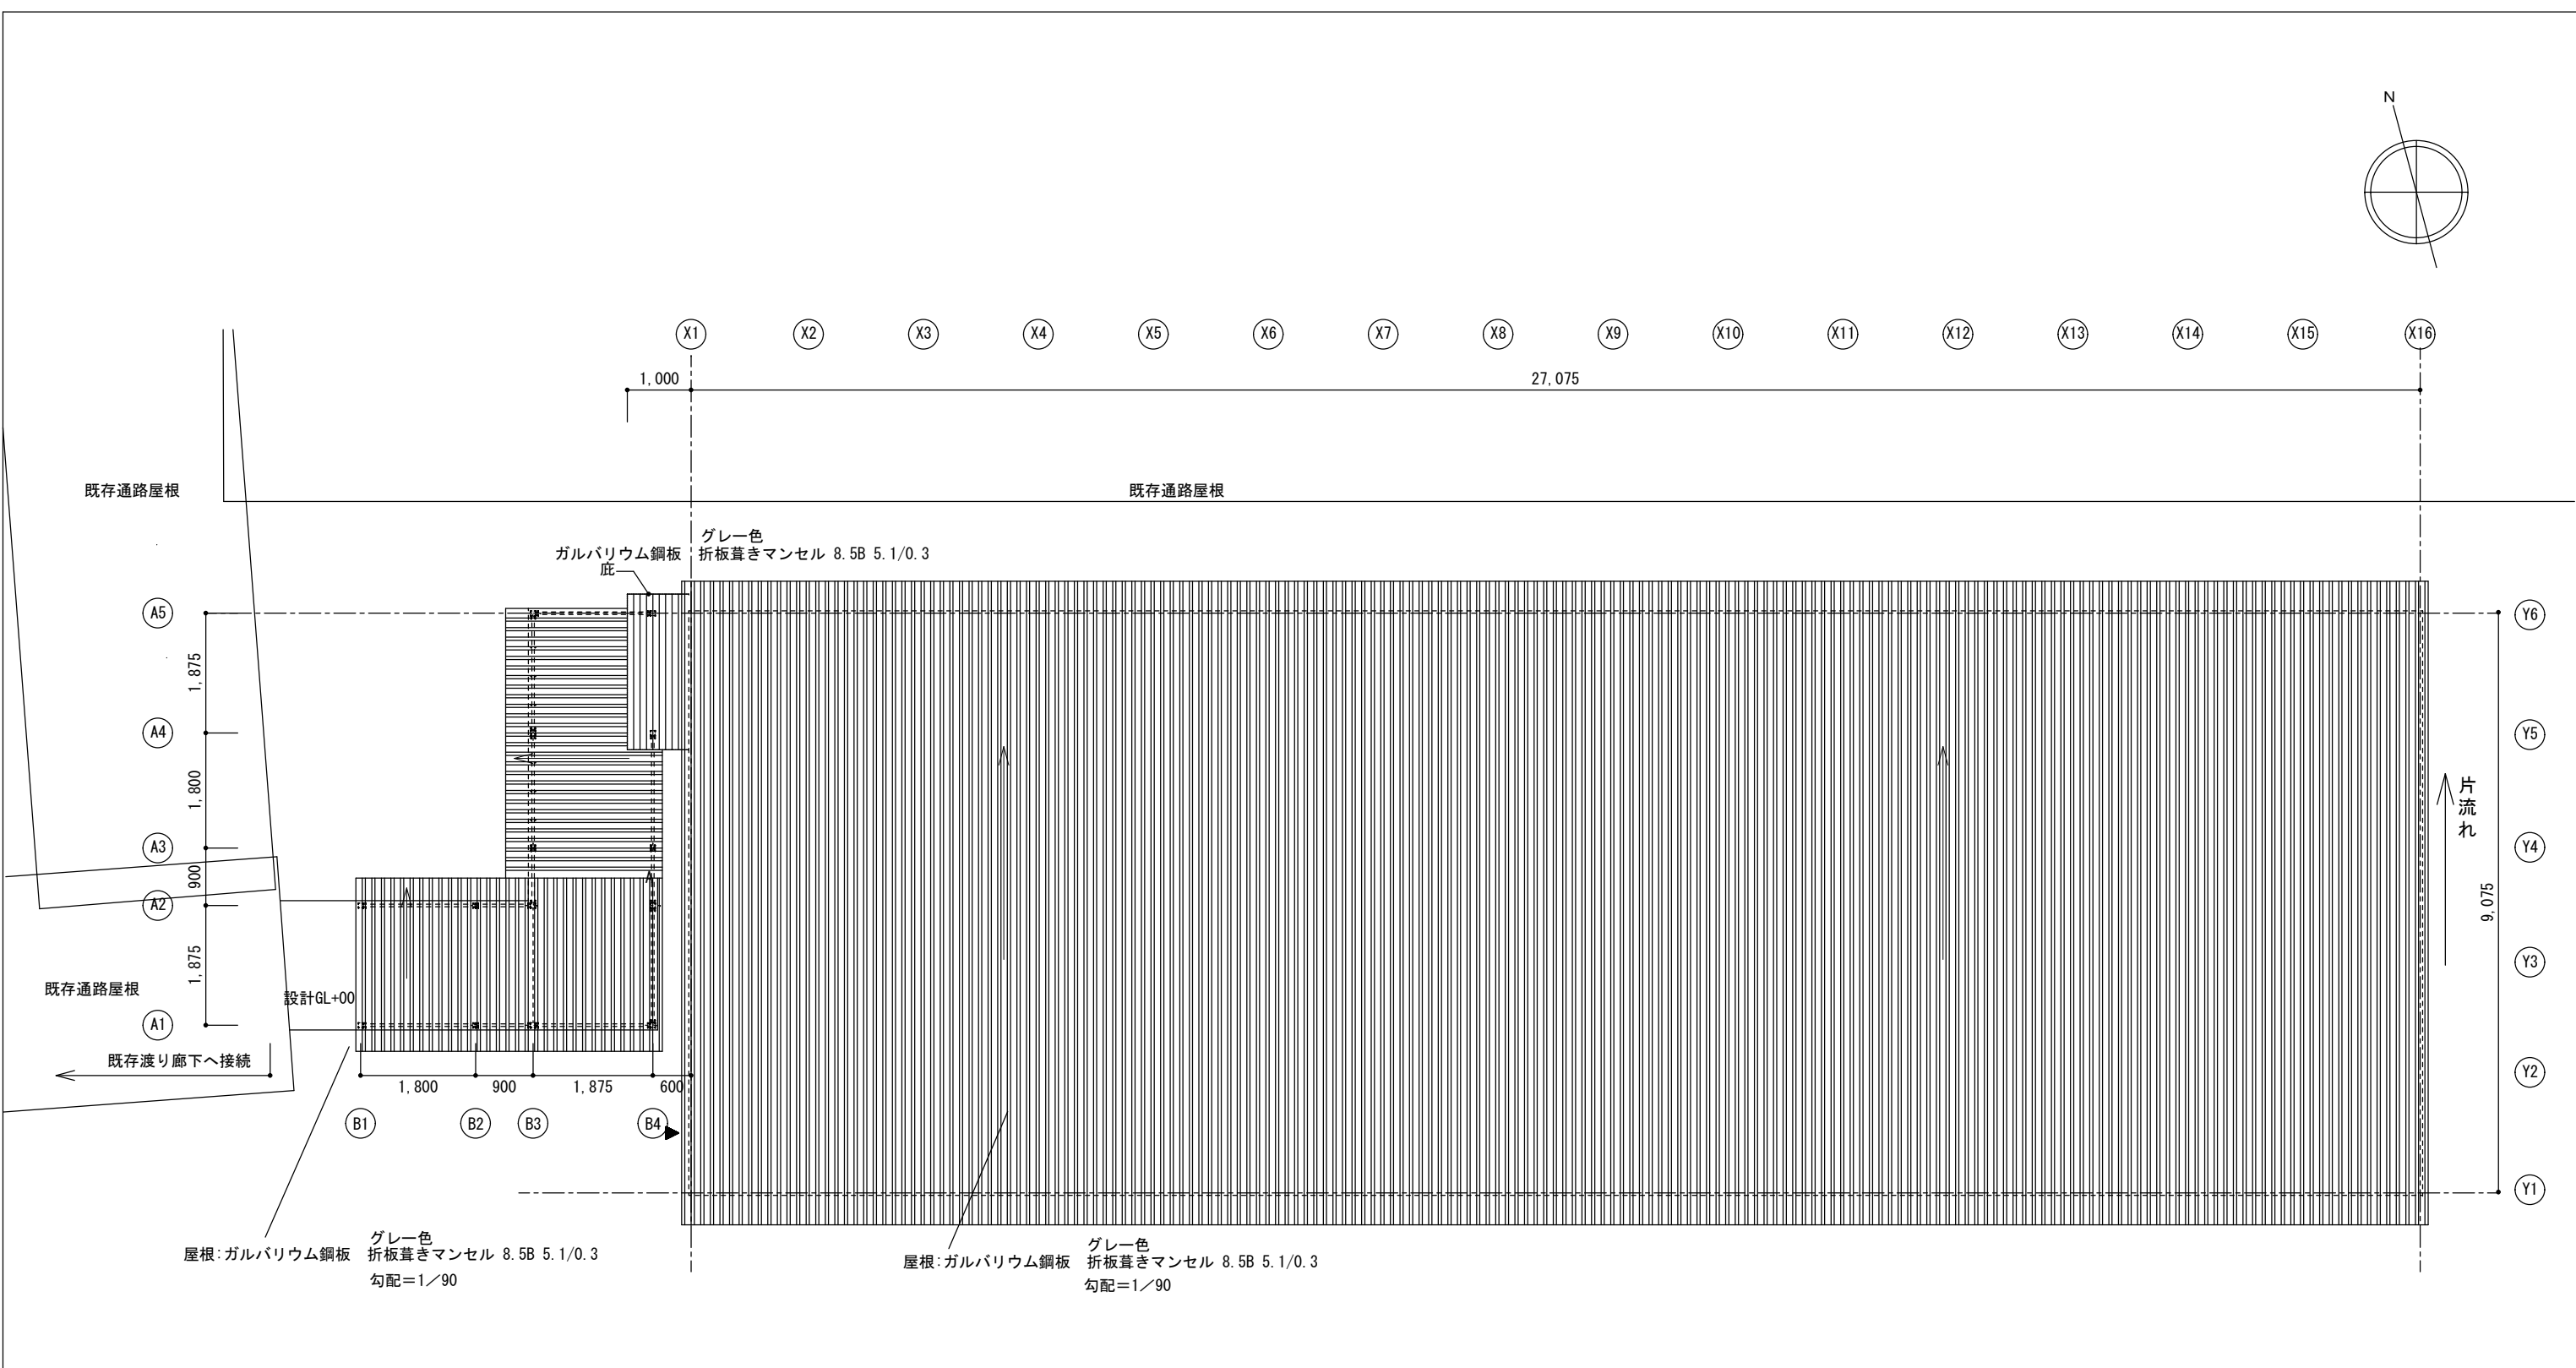 N
X1 X2 X3 X4 X5 X6 X7 X8 X9 X10 X11 X12 X13 X14 X15 X16
1,000 27,075
既存通路屋根 既存通路屋根
グレー色
ガルバリウム鋼板 折板葺きマンセル 8.5B 5.1/0.3
庇
A5 Y6
1,875
A4 Y5
1,800
片流れ
A3 Y4
900
9,075
A2
1,875
Y3
既存通路屋根
設計GL+00
A1
既存渡り廊下へ接続
Y2
1,800 900 1,875 600
B1 B2 B3 B4
Y1
グレー色
屋根:ガルバリウム鋼板 折板葺きマンセル 8.5B 5.1/0.3
勾配=1/90
グレー色
屋根:ガルバリウム鋼板 折板葺きマンセル 8.5B 5.1/0.3
勾配=1/90